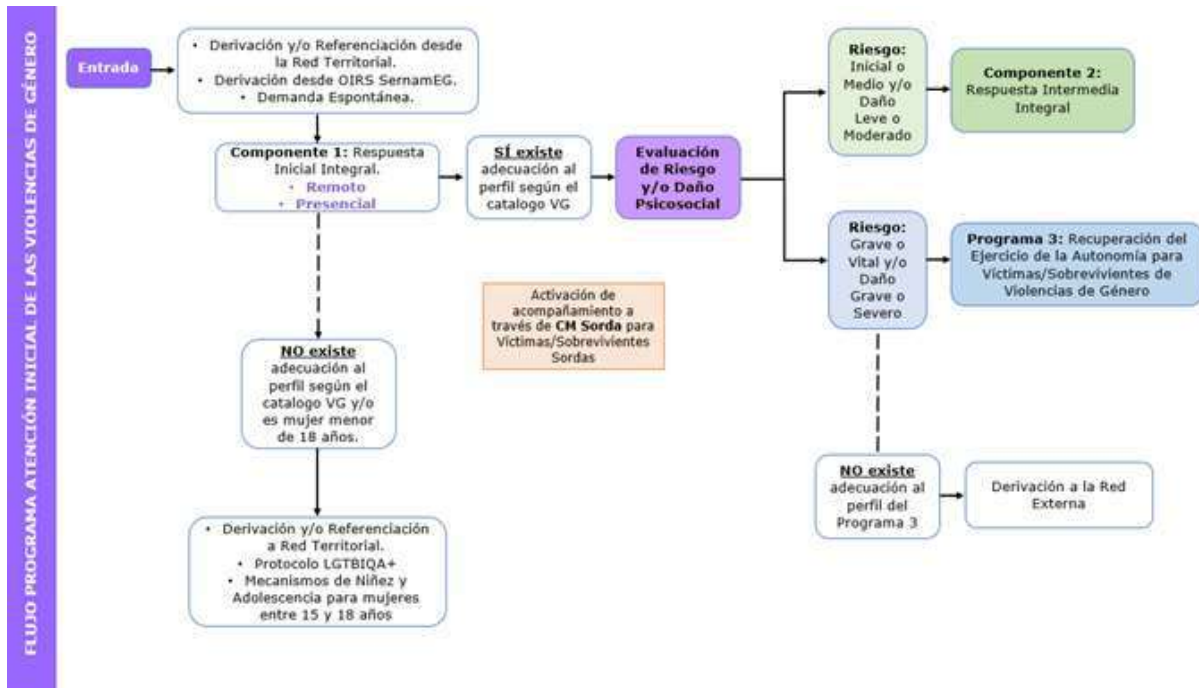 FLUJO PROGRAMA ATENCIÓN INICIAL DE LAS VIOLENCIAS DE GÉNERO
Entrada
• Derivación y/o Referenciación desde
la Red Territorial.
• Derivación desde OIRS SernamEG.
• Demanda Espontánea.
Componente 1: Respuesta
Inicial Integral.
• Remoto
• Presencial
SÍ existe
adecuación al
perfil según el
catalogo VG
Evaluación
de Riesgo
y/o Daño
Psicosocial
Riesgo:
Inicial o
Medio y/o
Daño
Leve o
Moderado
Componente 2:
Respuesta Intermedia
Integral
Riesgo:
Grave o
Vital y/o
Daño
Grave o
Severo
Programa 3: Recuperación del
Ejercicio de la Autonomía para
Víctimas/Sobrevivientes de
Violencias de Género
Activación de
acompañamiento a
través de CM Sorda para
Víctimas/Sobrevivientes
Sordas
NO existe
adecuación al
perfil según el
catalogo VG y/o
es mujer menor
de 18 años.
NO existe
adecuación al
perfil del
Programa 3
Derivación a la Red
Externa
• Derivación y/o Referenciación
a Red Territorial.
• Protocolo LGTBIQA+
• Mecanismos de Niñez y
Adolescencia para mujeres
entre 15 y 18 años